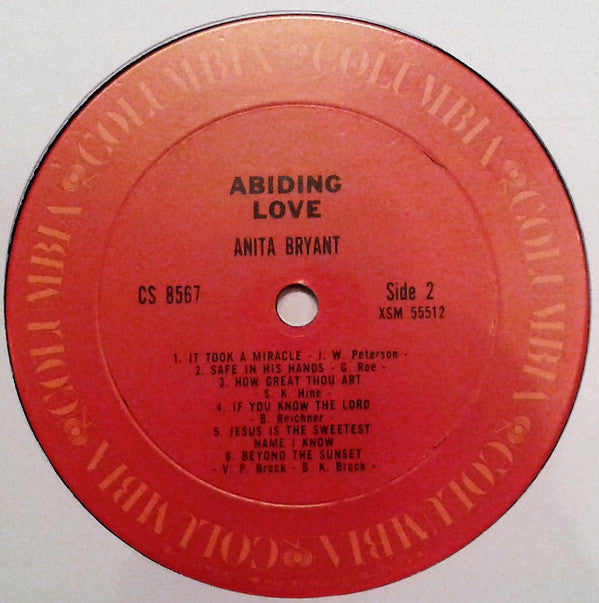 COLUMBIA COLUMBIA COLUMBIA COLUMBIA COLUMBIA COLUMBIA
ABIDING
LOVE
ANITA BRYANT
CS 8567
Side 2
XSM 55512
1. IT TOOK A MIRACLE - J. W. Peterson -
2. SAFE IN HIS HANDS - G. Roe -
3. HOW GREAT THOU ART
- S. K. Hine -
4. IF YOU KNOW THE LORD
- B. Reichner -
5. JESUS IS THE SWEETEST
NAME I KNOW
6. BEYOND THE SUNSET
- V. P. Brock - B. K. Brock -